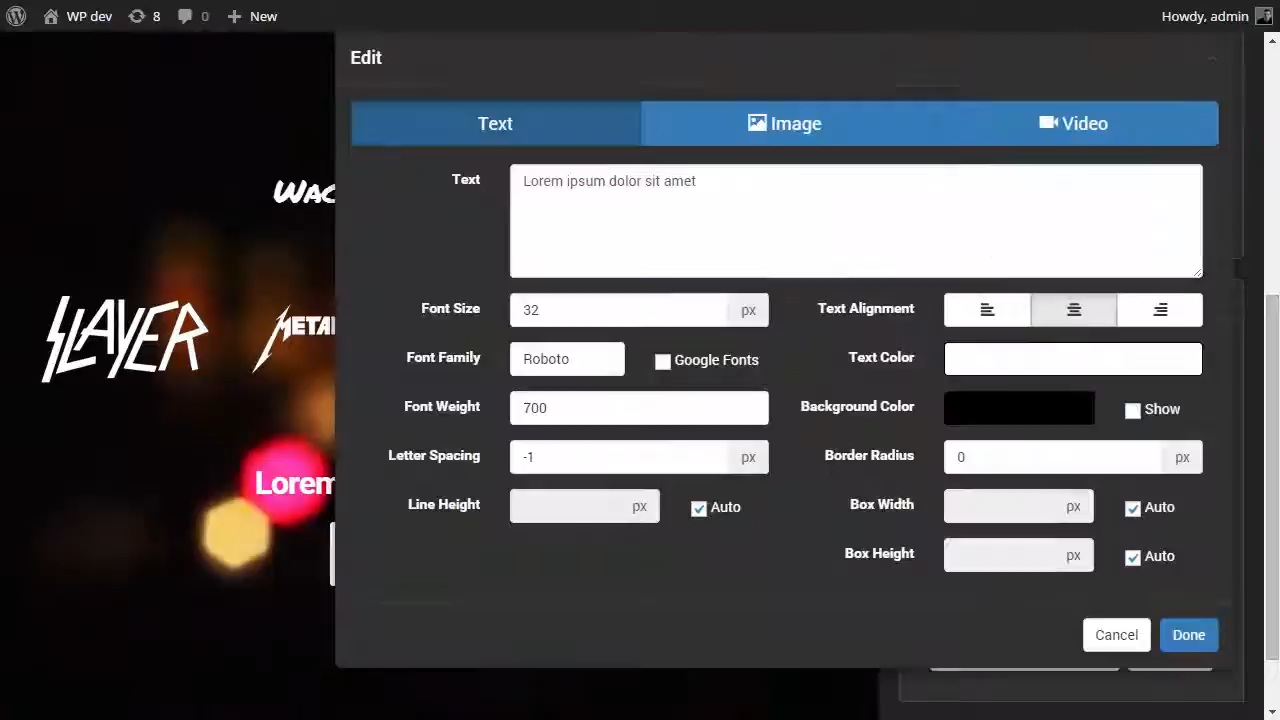 WP dev 8 0 New Howdy, admin
Edit
Text Image Video
Text Lorem ipsum dolor sit amet
Font Size 32 px Text Alignment
Font Family Roboto Google Fonts Text Color
Font Weight 700 Background Color Show
Letter Spacing -1 px Border Radius 0 px
Line Height px Auto Box Width px Auto
Box Height px Auto
Cancel Done
SLAYER
Lorem